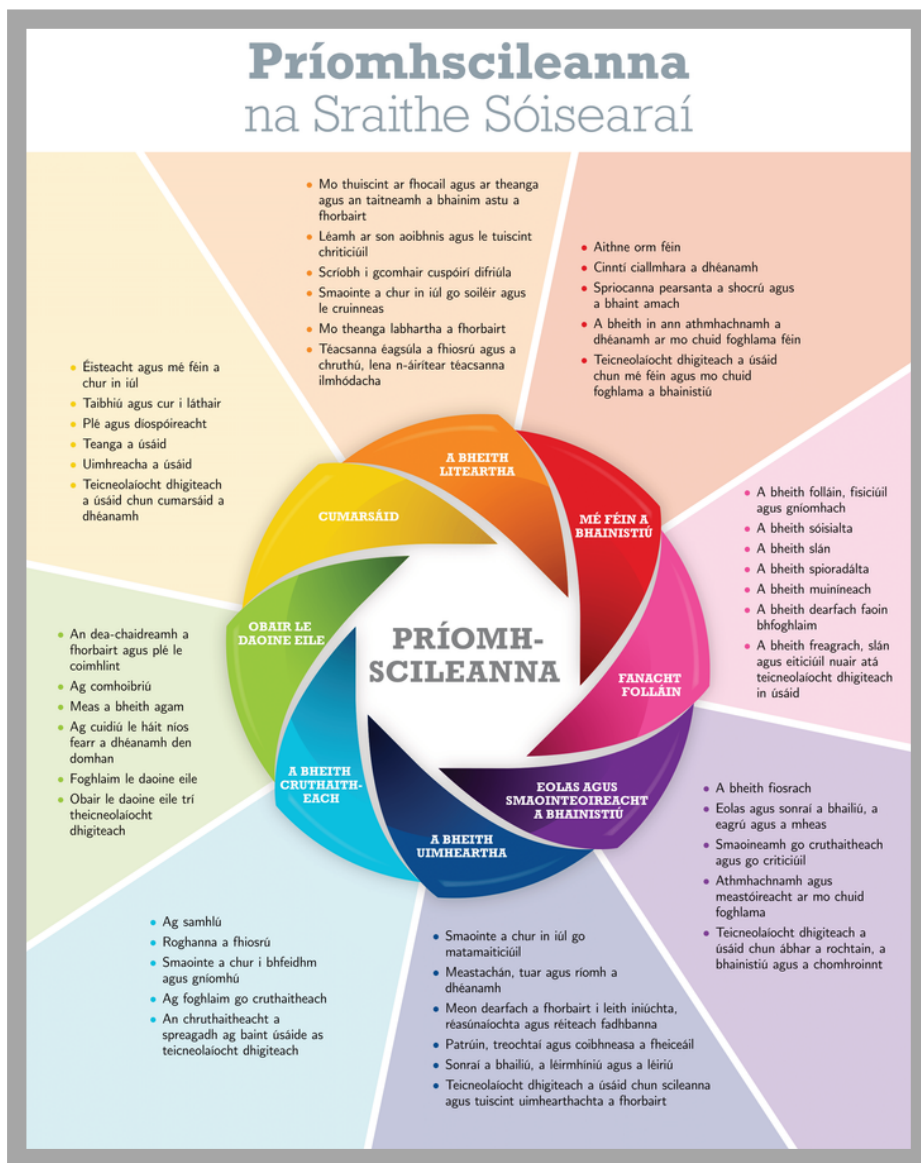 Príomhscileanna
na Sraithe Sóisearaí
• Mo thuiscint ar fhocail agus ar theanga
agus an taitneamh a bhainim astu a
fhorbairt
• Léamh ar son aoibhnis agus le tuiscint
chriticiúil
• Scríobh i gcomhair cuspóirí difriúla
• Smaointe a chur in iúl go soiléir agus
le cruinneas
• Mo theanga labhartha a fhorbairt
• Téacsanna éagsúla a fhiosrú agus a
chruthú, lena n-áirítear téacsanna
ilmhódacha
• Aithne orm féin
• Cinntí ciallmhara a dhéanamh
• Spriocanna pearsanta a shocrú agus
a bhaint amach
• A bheith in ann athmhachnamh a
dhéanamh ar mo chuid foghlama féin
• Teicneolaíocht dhigiteach a úsáid
chun mé féin agus mo chuid
foghlama a bhainistiú
• Éisteacht agus mé féin a
chur in iúl
• Taibhiú agus cur i láthair
• Plé agus díospóireacht
• Teanga a úsáid
• Uimhreacha a úsáid
• Teicneolaíocht dhigiteach
a úsáid chun cumarsáid a
dhéanamh
A BHEITH
LITEARTHA
MÉ FÉIN A
BHAINISTIÚ
CUMARSÁID
• A bheith folláin, fisiciúil
agus gníomhach
• A bheith sóisialta
• A bheith slán
• A bheith spioradálta
• A bheith muiníneach
• A bheith dearfach faoin
bhfoghlaim
• A bheith freagrach, slán
agus eiticiúil nuair atá
teicneolaíocht dhigiteach
in úsáid
OBAIR LE
DAOINE EILE
PRÍOMH-
SCILEANNA
FANACHT
FOLLÁIN
• An dea-chaidreamh a
fhorbairt agus plé le
coimhlint
• Ag comhoibriú
• Meas a bheith agam
• Ag cuidiú le háit níos
fearr a dhéanamh den
domhan
• Foghlaim le daoine eile
• Obair le daoine eile trí
theicneolaíocht
dhigiteach
A BHEITH
CRUTHAITH-
EACH
A BHEITH
UIMHEARTHA
EOLAS AGUS
SMAOINTEOIREACHT
A BHAINISTIÚ
• A bheith fiosrach
• Eolas agus sonraí a bhailiú, a
eagrú agus a mheas
• Smaoineamh go cruthaitheach
agus go criticiúil
• Athmhachnamh agus
meastóireacht ar mo chuid
foghlama
• Teicneolaíocht dhigiteach a
úsáid chun ábhar a rochtain, a
bhainistiú agus a chomhroinnt
• Ag samhlú
• Roghanna a fhiosrú
• Smaointe a chur i bhfeidhm
agus gníomhú
• Ag foghlaim go cruthaitheach
• An chruthaitheacht a
spreagadh ag baint úsáide as
teicneolaíocht dhigiteach
• Smaointe a chur in iúl go
matamaiticiúil
• Meastachán, tuar agus ríomh a
dhéanamh
• Meon dearfach a fhorbairt i leith iniúchta,
réasúnaíochta agus réiteach fadhbanna
• Patrúin, treochtaí agus coibhneasa a fheiceáil
• Sonraí a bhailiú, a léirmhíniú agus a léiriú
• Teicneolaíocht dhigiteach a úsáid chun scileanna
agus tuiscint uimhearthachta a fhorbairt